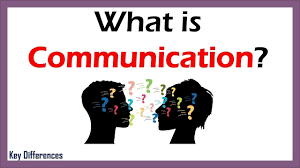 What is
Communication?
Key Differences